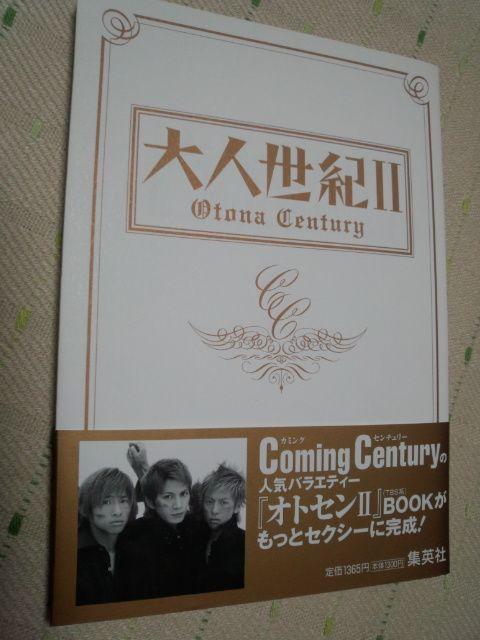 大人世紀II
Otona Century
CC
カミング センチュリー
Coming Centuryの
人気バラエティー
『オトセンII』(TBS系)BOOKが
もっとセクシーに完成!
定価1365円 本体1300円 集英社